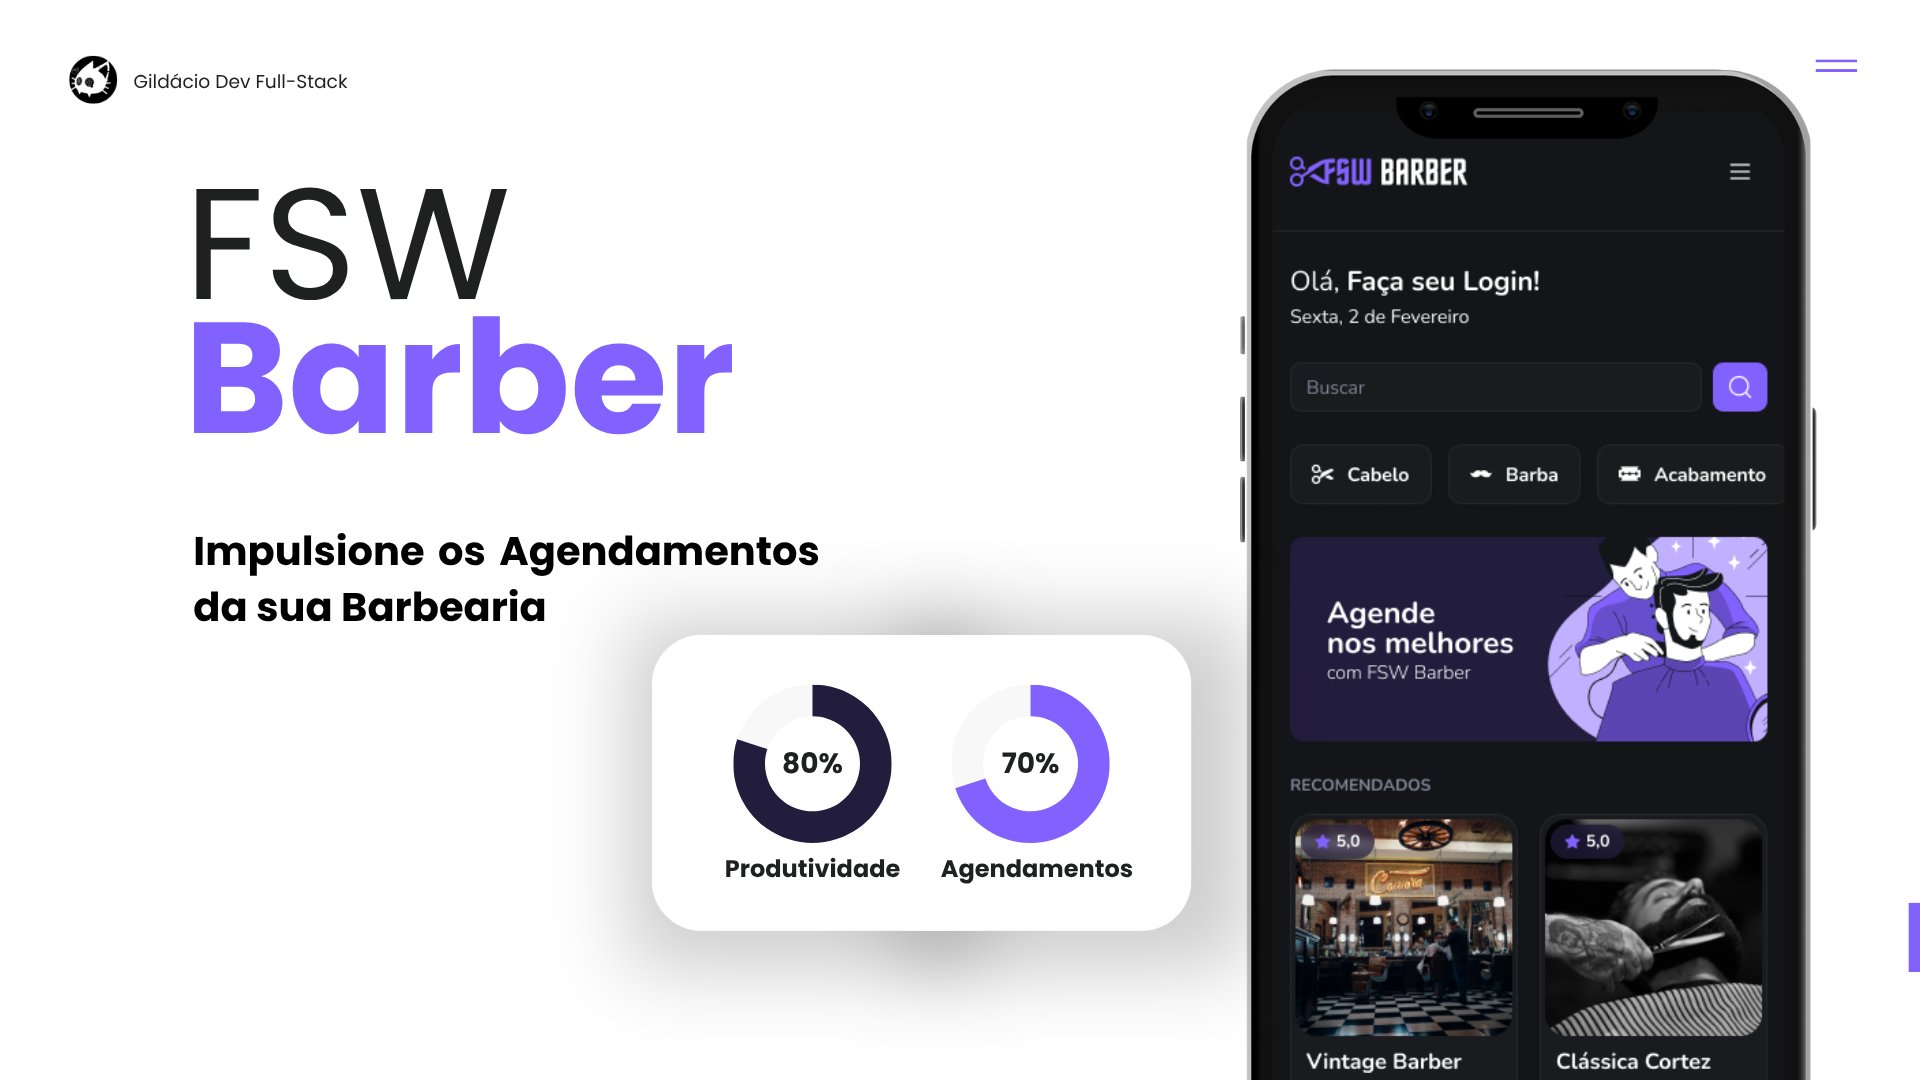 Gildácio Dev Full-Stack
FSW
Barber
Impulsione os Agendamentos
da sua Barbearia
80%
70%
Produtividade
Agendamentos
FSW BARBER
Olá, Faça seu Login!
Sexta, 2 de Fevereiro
Buscar
Cabelo
Barba
Acabamento
Agende
nos melhores
com FSW Barber
RECOMENDADOS
5,0
5,0
Vintage Barber
Clássica Cortez